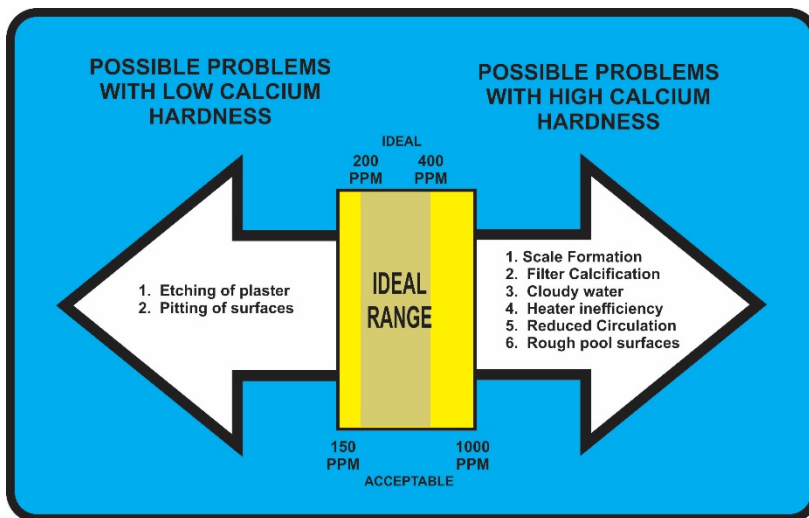 POSSIBLE PROBLEMS
WITH LOW CALCIUM
HARDNESS
POSSIBLE PROBLEMS
WITH HIGH CALCIUM
HARDNESS
IDEAL
200 400
PPM PPM
1. Etching of plaster
2. Pitting of surfaces
IDEAL
RANGE
1. Scale Formation
2. Filter Calcification
3. Cloudy water
4. Heater inefficiency
5. Reduced Circulation
6. Rough pool surfaces
150 1000
PPM PPM
ACCEPTABLE